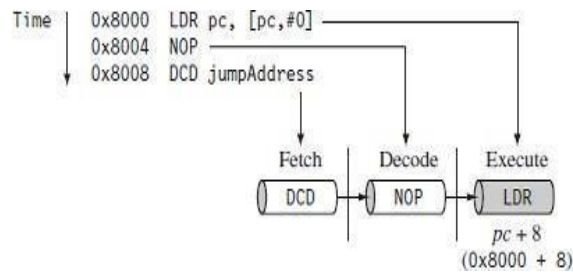 Time 0x8000 LDR pc, [pc,#0]
0x8004 NOP
0x8008 DCD jumpAddress
Fetch Decode Execute
DCD NOP LDR
pc + 8
(0x8000 + 8)